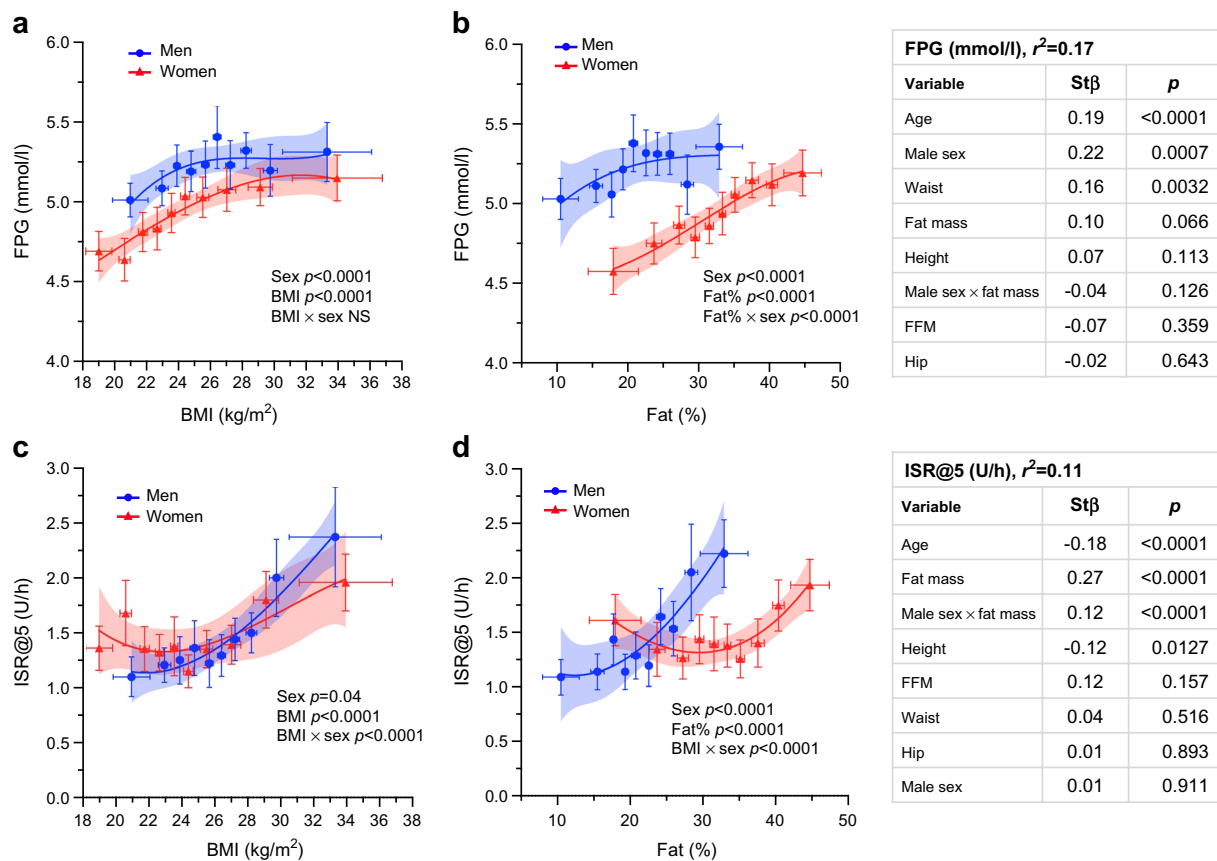 a
Men
Women
6.0
5.5
5.0
4.5
4.0
FPG (mmol/l)
Sex p<0.0001
BMI p<0.0001
BMI × sex NS
18 20 22 24 26 28 30 32 34 36 38
BMI (kg/m²)
b
Men
Women
6.0
5.5
5.0
4.5
4.0
FPG (mmol/l)
Sex p<0.0001
Fat% p<0.0001
Fat% × sex p<0.0001
10 20 30 40 50
Fat (%)
FPG (mmol/l), r²=0.17
Variable Stβ p
Age 0.19 <0.0001
Male sex 0.22 0.0007
Waist 0.16 0.0032
Fat mass 0.10 0.066
Height 0.07 0.113
Male sex × fat mass -0.04 0.126
FFM -0.07 0.359
Hip -0.02 0.643
c
Men
Women
3.0
2.5
2.0
1.5
1.0
0.5
0.0
ISR@5 (U/h)
Sex p=0.04
BMI p<0.0001
BMI × sex p<0.0001
18 20 22 24 26 28 30 32 34 36 38
BMI (kg/m²)
d
Men
Women
3.0
2.5
2.0
1.5
1.0
0.5
0.0
ISR@5 (U/h)
Sex p<0.0001
Fat% p<0.0001
BMI × sex p<0.0001
10 20 30 40 50
Fat (%)
ISR@5 (U/h), r²=0.11
Variable Stβ p
Age -0.18 <0.0001
Fat mass 0.27 <0.0001
Male sex × fat mass 0.12 <0.0001
Height -0.12 0.0127
FFM 0.12 0.157
Waist 0.04 0.516
Hip 0.01 0.893
Male sex 0.01 0.911